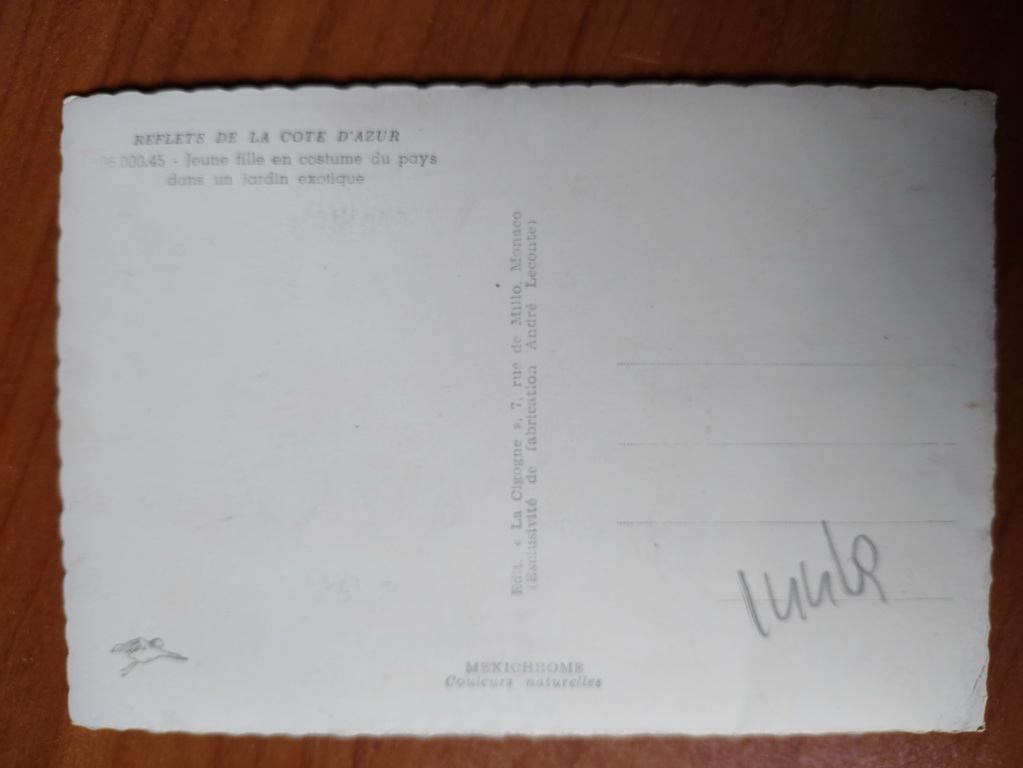 REFLETS DE LA COTE D'AZUR
06.000.45 - Jeune fille en costume du pays
dans un jardin exotique
Edit. « La Cigogne », 7, rue de Millo, Monaco
(Exclusivité de fabrication André Leconte)
MEXICHROME
Couleurs naturelles